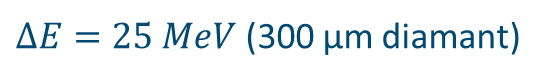 ΔE = 25 MeV (300 µm diamant)